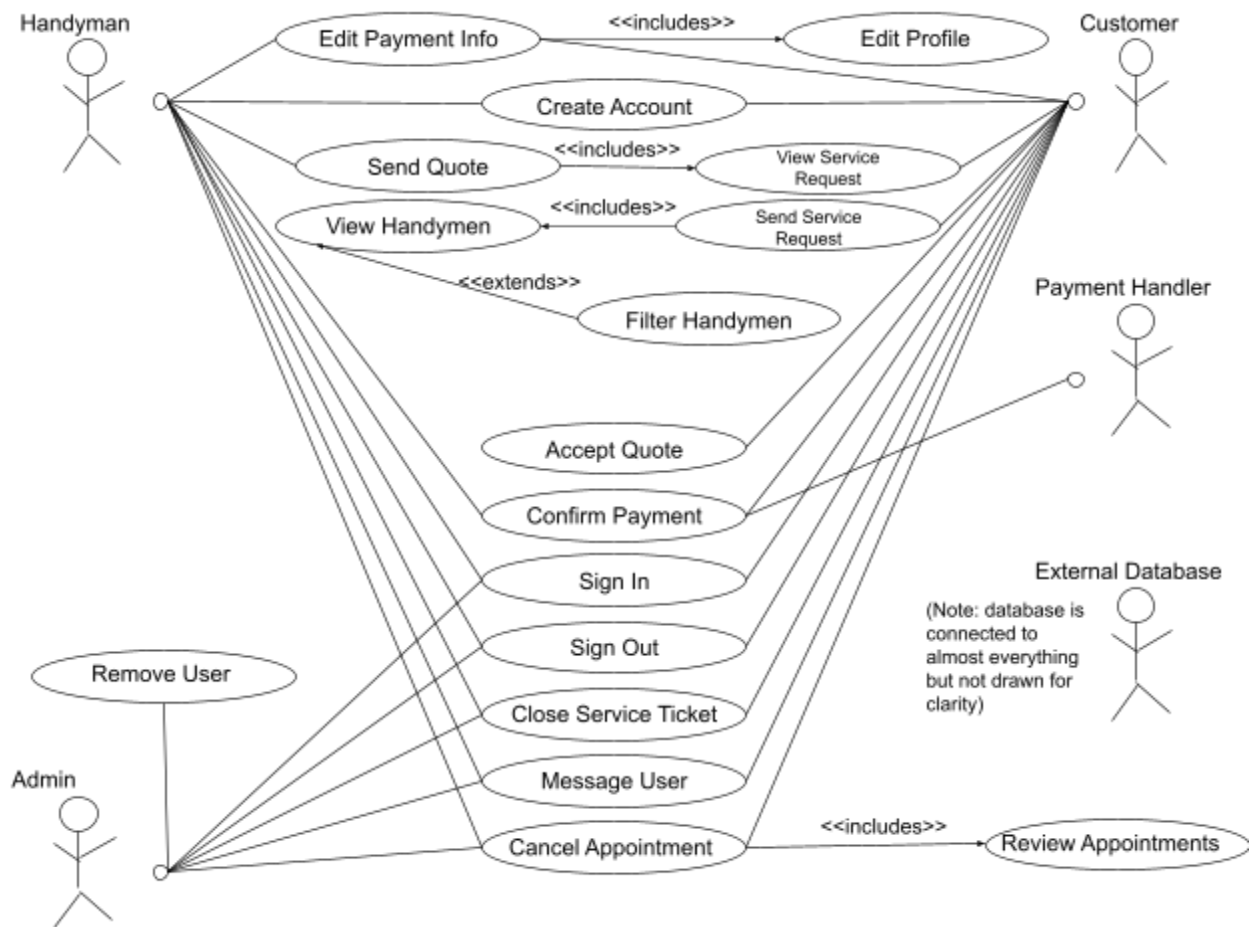 Handyman
Edit Payment Info
<<includes>>
Edit Profile
Customer
Create Account
Send Quote
<<includes>>
View Service
Request
View Handymen
<<includes>>
Send Service
Request
<<extends>>
Filter Handymen
Payment Handler
Accept Quote
Confirm Payment
Sign In
External Database
(Note: database is
connected to
almost everything
but not drawn for
clarity)
Sign Out
Remove User
Close Service Ticket
Admin
Message User
Cancel Appointment
<<includes>>
Review Appointments